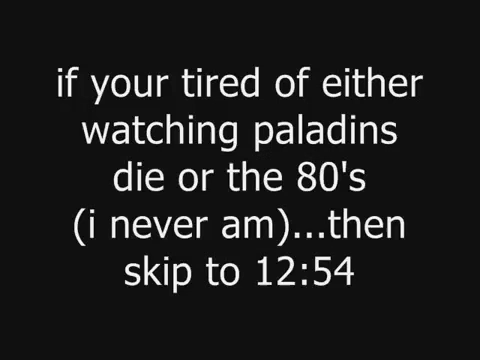 if your tired of either
watching paladins
die or the 80's
(i never am)...then
skip to 12:54